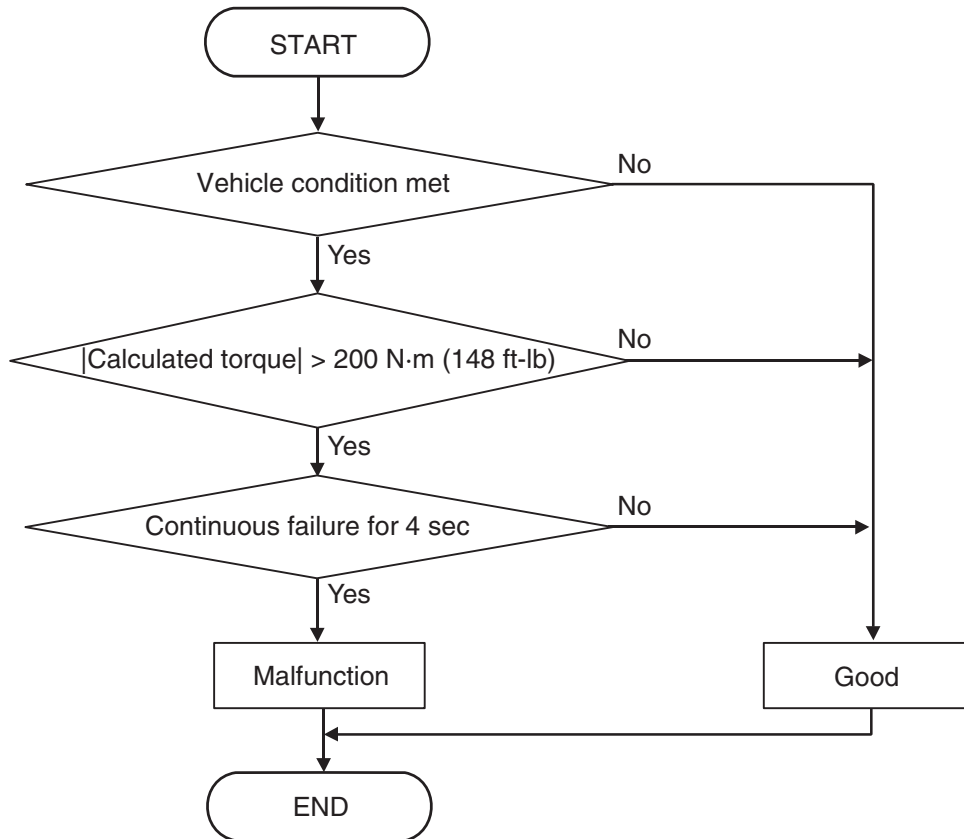 START
Vehicle condition met
No
Yes
|Calculated torque| > 200 N·m (148 ft-lb)
No
Yes
Continuous failure for 4 sec
No
Yes
Malfunction
Good
END